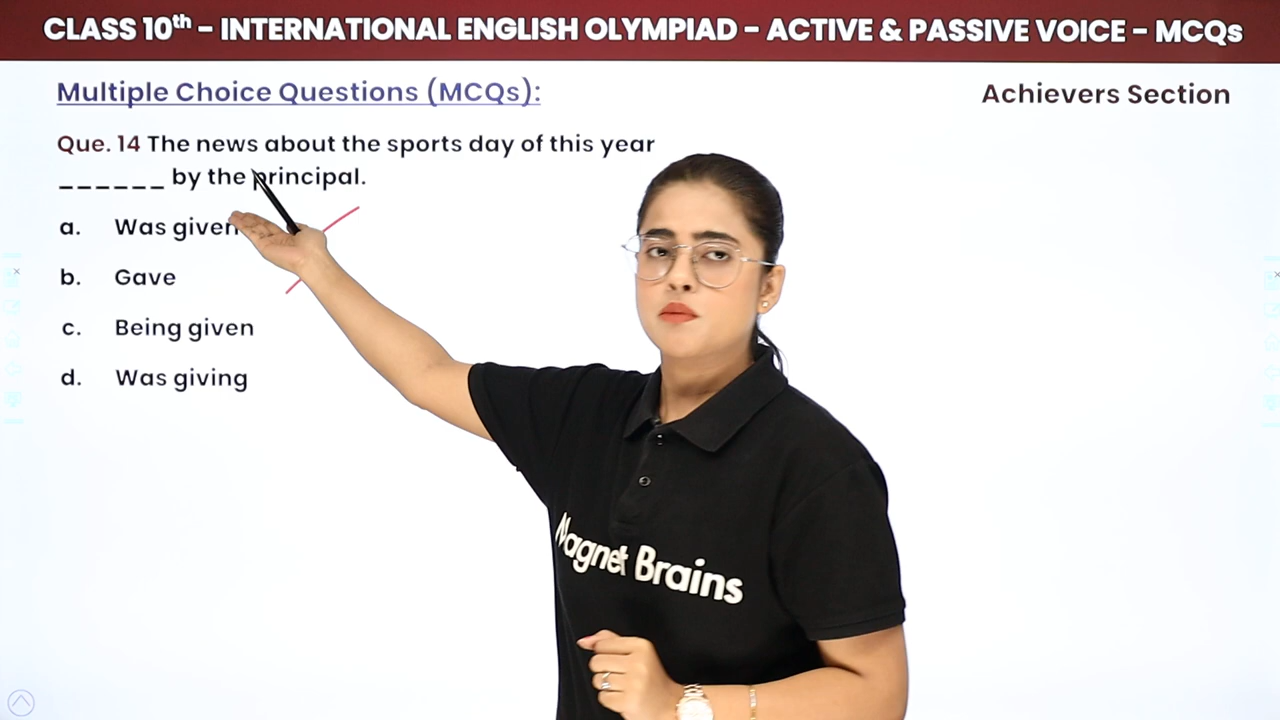 CLASS 10th - INTERNATIONAL ENGLISH OLYMPIAD - ACTIVE & PASSIVE VOICE - MCQs
Multiple Choice Questions (MCQs):
Achievers Section
Que. 14 The news about the sports day of this year
______ by the principal.
a. Was given
b. Gave
c. Being given
d. Was giving
Magnet Brains